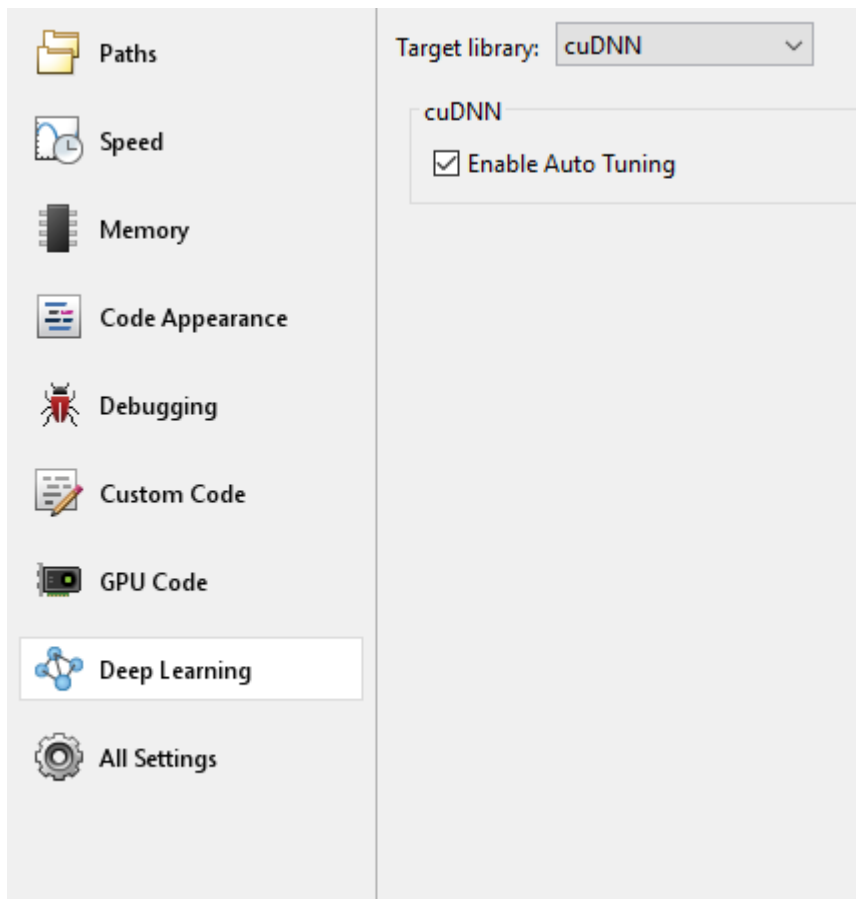 Paths
Speed
Memory
Code Appearance
Debugging
Custom Code
GPU Code
Deep Learning
All Settings
Target library: cuDNN
cuDNN
Enable Auto Tuning